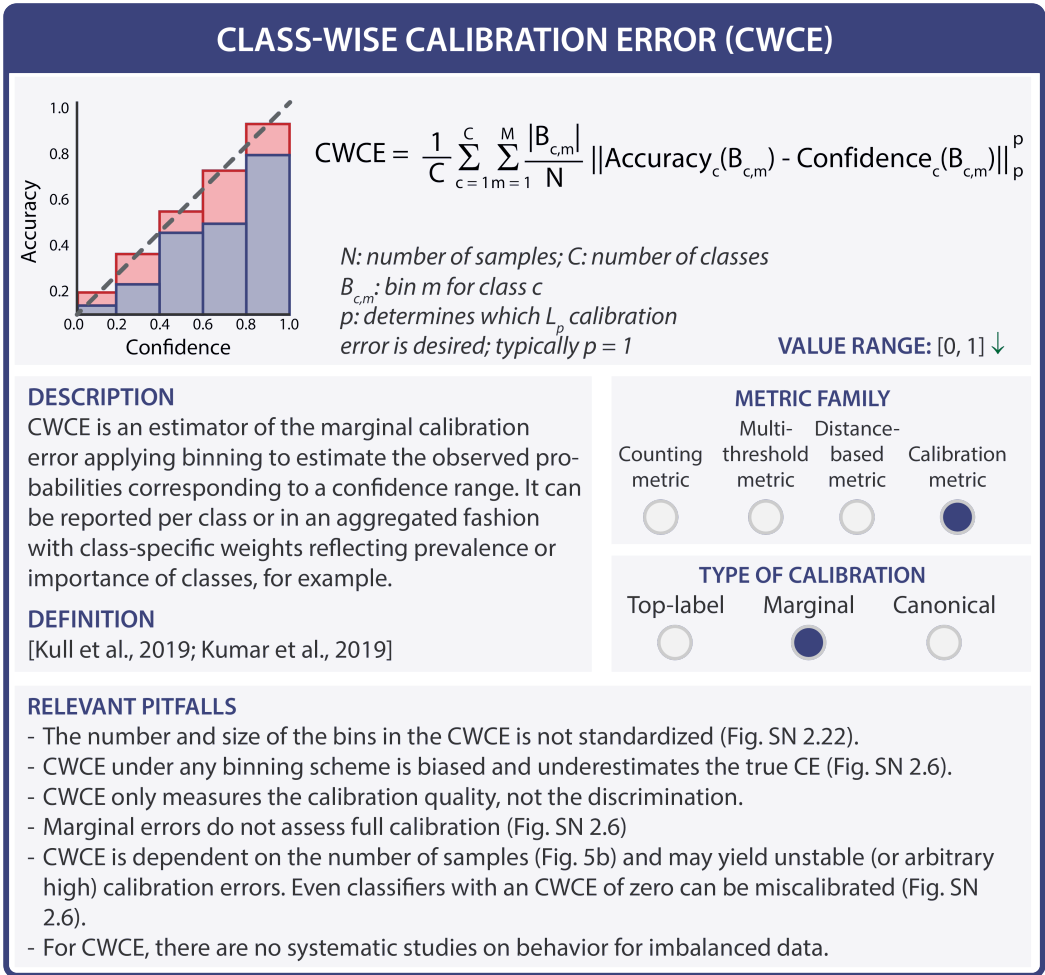 CLASS-WISE CALIBRATION ERROR (CWCE)
1.0
0.8
0.6
0.4
0.2
Accuracy
0.0 0.2 0.4 0.6 0.8 1.0
Confidence
CWCE = 1/C C∑c = 1 M∑m = 1 |B_c,m|/N ||Accuracy_c(B_c,m) - Confidence_c(B_c,m)||^p_p
N: number of samples; C: number of classes
B_c,m: bin m for class c
p: determines which L_p calibration
error is desired; typically p = 1
VALUE RANGE: [0, 1] ↓
DESCRIPTION
CWCE is an estimator of the marginal calibration
error applying binning to estimate the observed pro-
babilities corresponding to a confidence range. It can
be reported per class or in an aggregated fashion
with class-specific weights reflecting prevalence or
importance of classes, for example.
DEFINITION
[Kull et al., 2019; Kumar et al., 2019]
METRIC FAMILY
Counting
metric
Multi-
threshold
metric
Distance-
based
metric
Calibration
metric
TYPE OF CALIBRATION
Top-label Marginal Canonical
RELEVANT PITFALLS
- The number and size of the bins in the CWCE is not standardized (Fig. SN 2.22).
- CWCE under any binning scheme is biased and underestimates the true CE (Fig. SN 2.6).
- CWCE only measures the calibration quality, not the discrimination.
- Marginal errors do not assess full calibration (Fig. SN 2.6)
- CWCE is dependent on the number of samples (Fig. 5b) and may yield unstable (or arbitrary
high) calibration errors. Even classifiers with an CWCE of zero can be miscalibrated (Fig. SN
2.6).
- For CWCE, there are no systematic studies on behavior for imbalanced data.